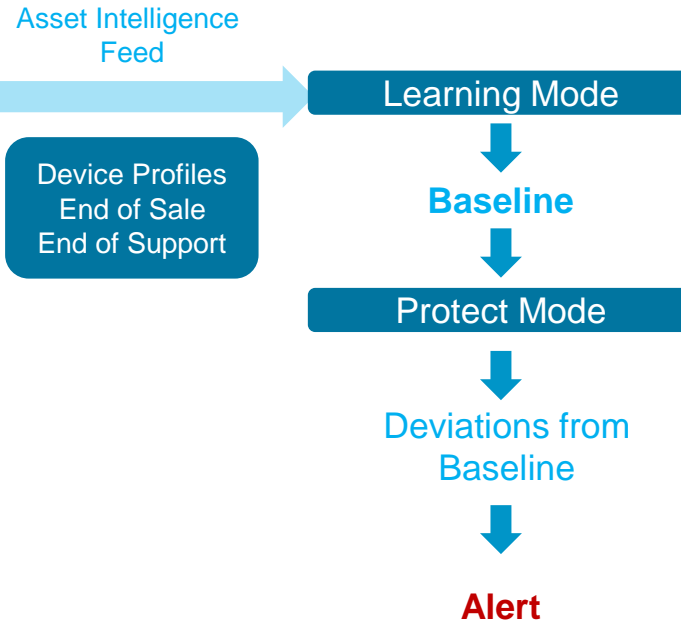 Asset Intelligence
Feed
Learning Mode
Device Profiles
End of Sale
End of Support
Baseline
Protect Mode
Deviations from
Baseline
Alert